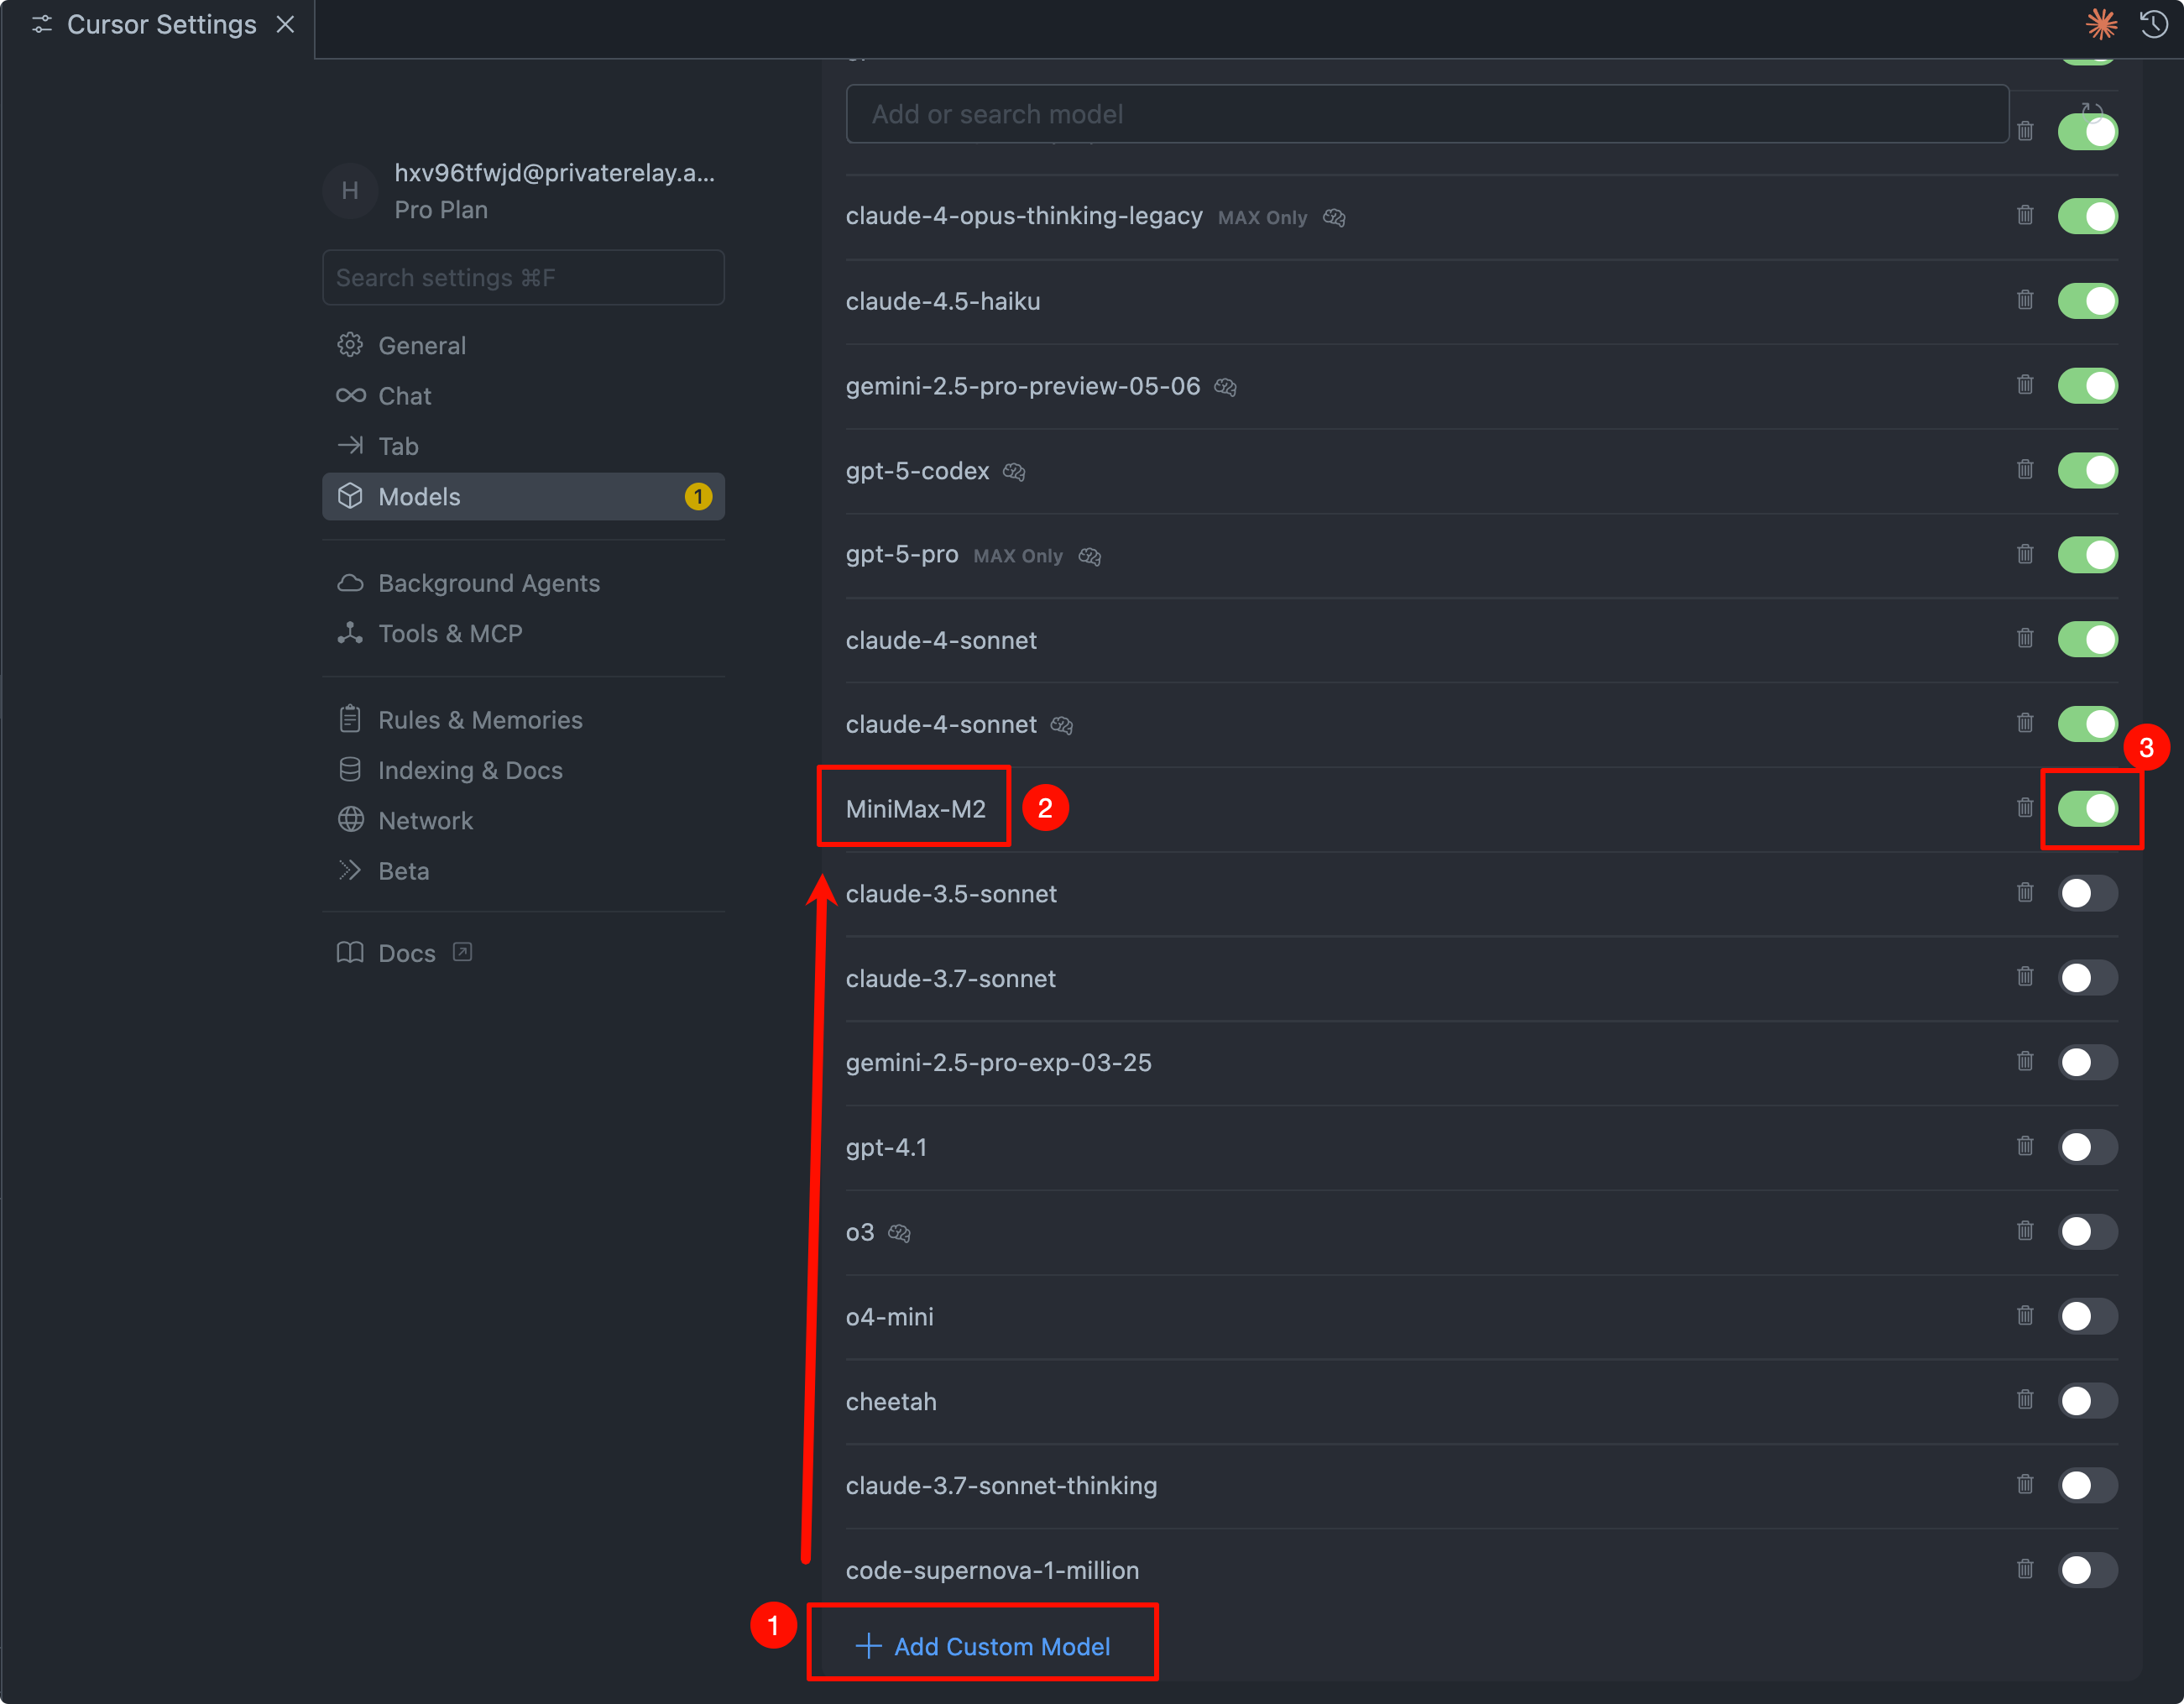 Cursor Settings
hxv96tfwjd@privaterelay.a...
H
Pro Plan
Search settings ⌘F
General
Chat
Tab
Models 1
Background Agents
Tools & MCP
Rules & Memories
Indexing & Docs
Network
Beta
Docs
Add or search model
claude-4-opus-thinking-legacy MAX Only
claude-4.5-haiku
gemini-2.5-pro-preview-05-06
gpt-5-codex
gpt-5-pro MAX Only
claude-4-sonnet
claude-4-sonnet
3
MiniMax-M2 2
claude-3.5-sonnet
claude-3.7-sonnet
gemini-2.5-pro-exp-03-25
gpt-4.1
o3
o4-mini
cheetah
claude-3.7-sonnet-thinking
code-supernova-1-million
1 + Add Custom Model